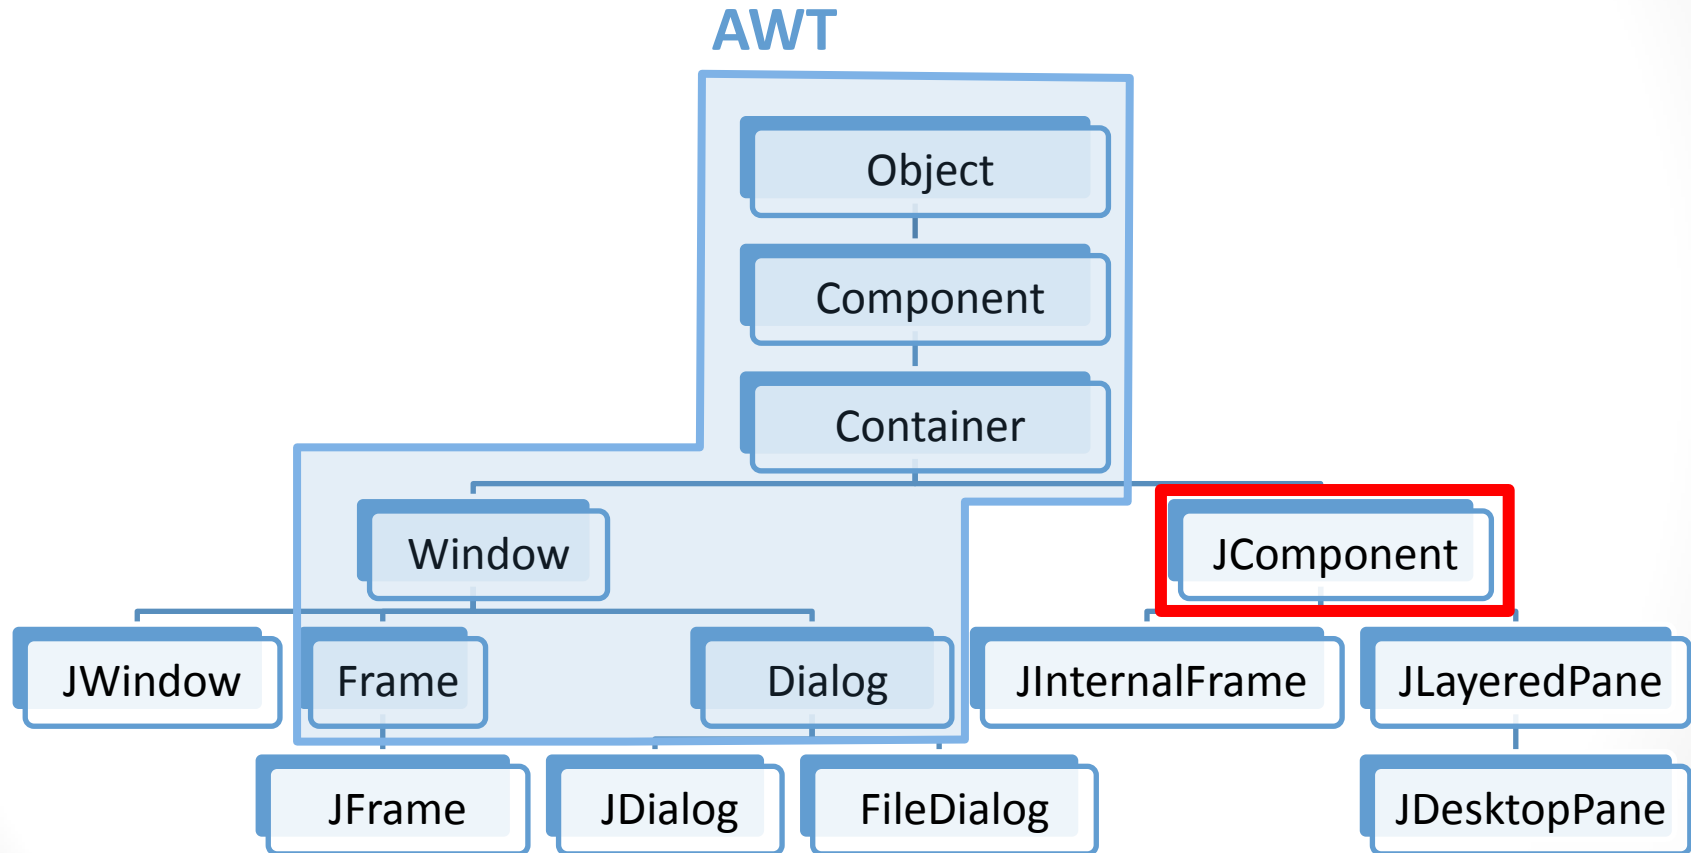 AWT
Object
Component
Container
Window
JComponent
JWindow
Frame
Dialog
JInternalFrame
JLayeredPane
JFrame
JDialog
FileDialog
JDesktopPane